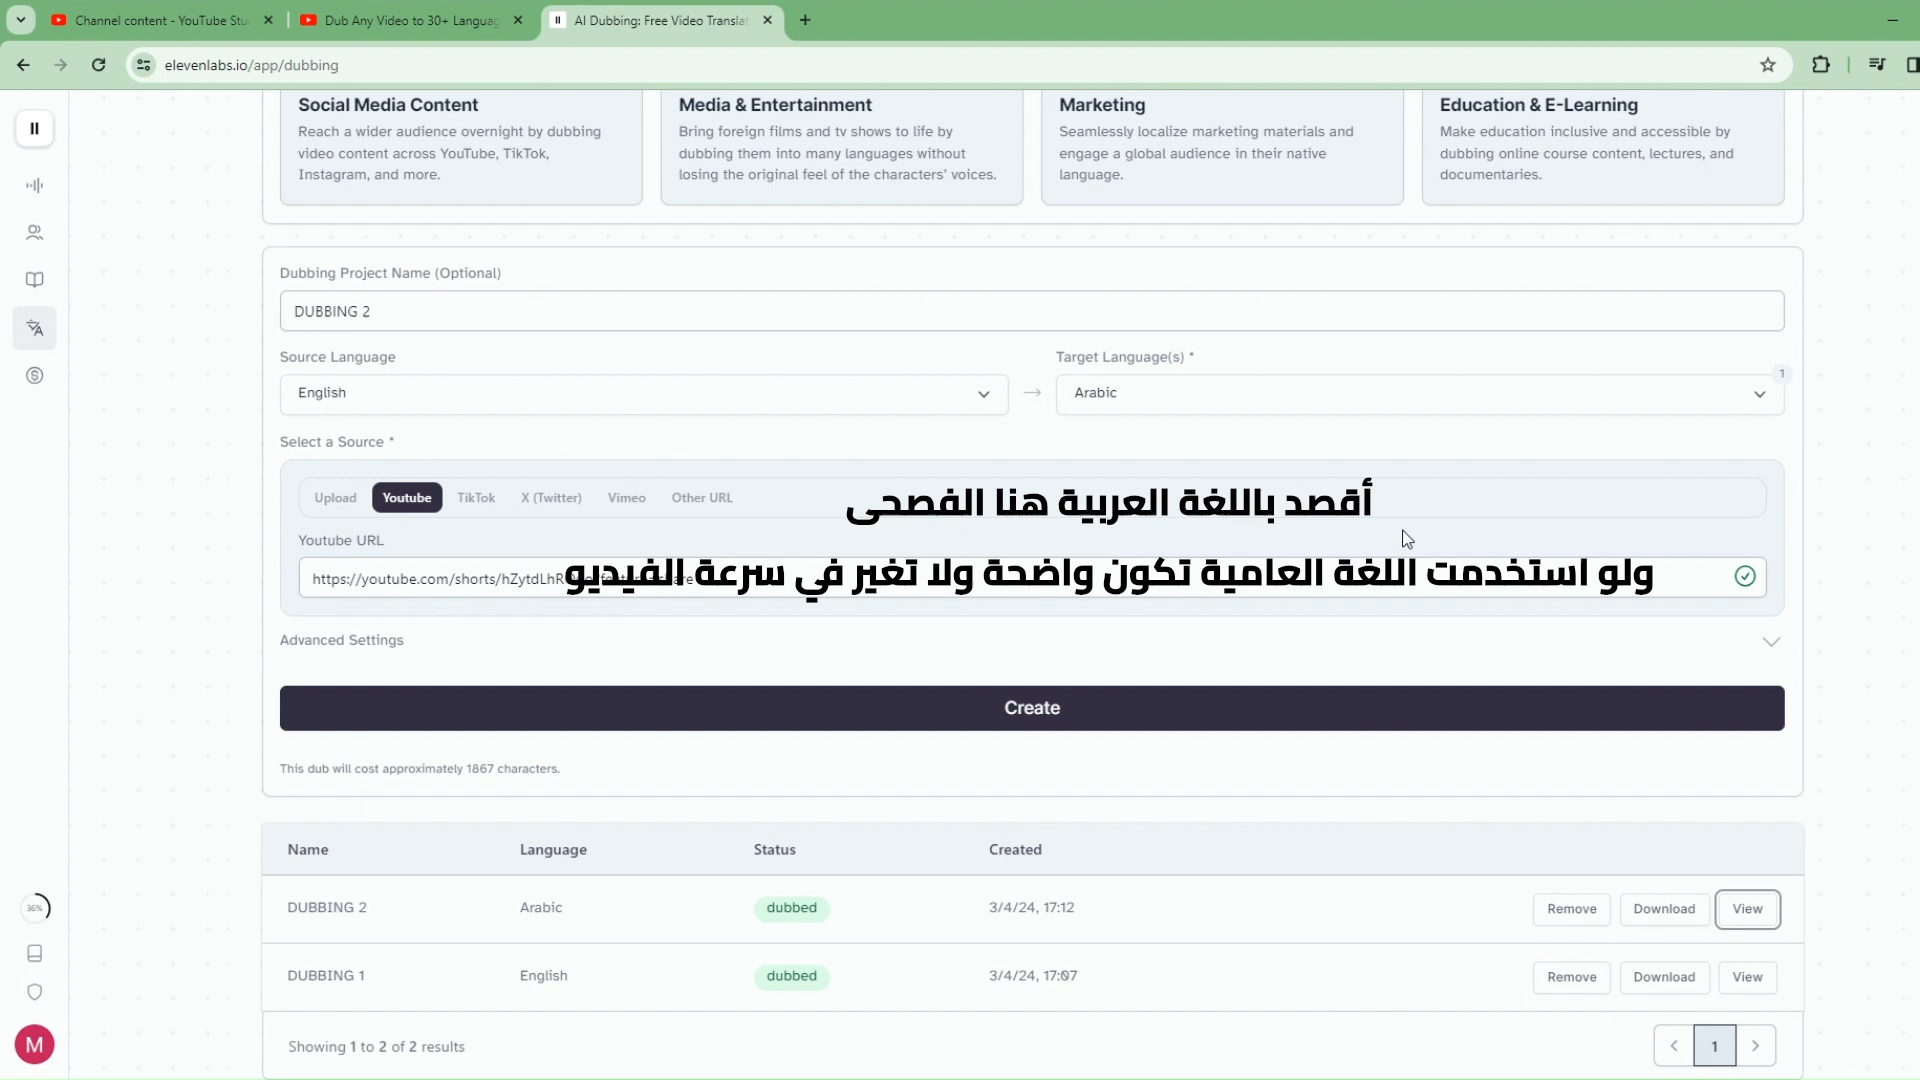 Channel content - YouTube Stu
Dub Any Video to 30+ Languag
AI Dubbing: Free Video Translat
elevenlabs.io/app/dubbing
Social Media Content
Reach a wider audience overnight by dubbing
video content across YouTube, TikTok,
Instagram, and more.
Media & Entertainment
Bring foreign films and tv shows to life by
dubbing them into many languages without
losing the original feel of the characters’ voices.
Marketing
Seamlessly localize marketing materials and
engage a global audience in their native
language.
Education & E-Learning
Make education inclusive and accessible by
dubbing online course content, lectures, and
documentaries.
Dubbing Project Name (Optional)
DUBBING 2
Source Language
English
Target Language(s) *
Arabic
1
Select a Source *
Upload Youtube TikTok X (Twitter) Vimeo Other URL
أقصد باللغة العربية هنا الفصحى
Youtube URL
https://youtube.com/shorts/hZytdLhR
ولو استخدمت اللغة العامية تكون واضحة ولا تغير في سرعة الفيديو
Advanced Settings
Create
This dub will cost approximately 1867 characters.
Name Language Status Created
DUBBING 2 Arabic dubbed 3/4/24, 17:12 Remove Download View
DUBBING 1 English dubbed 3/4/24, 17:07 Remove Download View
Showing 1 to 2 of 2 results
1
36%
M